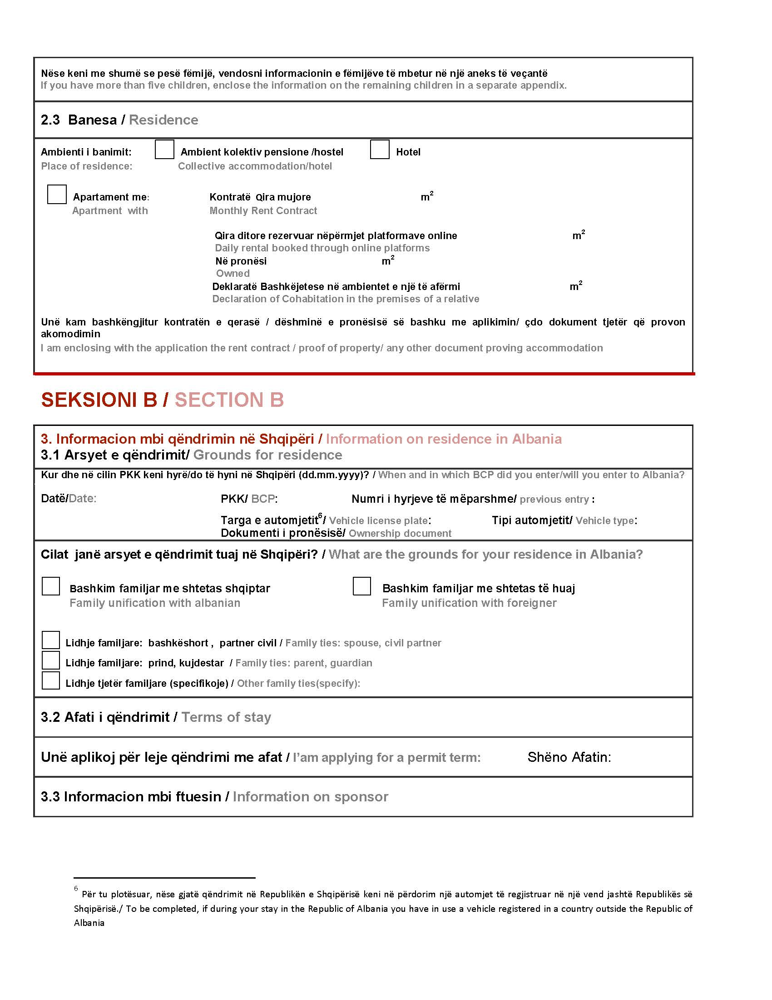 Nëse keni me shumë se pesë fëmijë, vendosni informacionin e fëmijëve të mbetur në një aneks të veçantë
If you have more than five children, enclose the information on the remaining children in a separate appendix.
2.3  Banesa / Residence
Ambienti i banimit: Ambient kolektiv pensione /hostel Hotel
Place of residence: Collective accommodation/hotel
Apartament me: Kontratë Qira mujore m²
Apartment with Monthly Rent Contract
Qira ditore rezervuar nëpërmjet platformave online m²
Daily rental booked through online platforms
Në pronësi m²
Owned
Deklaratë Bashkëjetese në ambientet e një të afërmi m²
Declaration of Cohabitation in the premises of a relative
Unë kam bashkëngjitur kontratën e qerasë / dëshminë e pronësisë së bashku me aplikimin/ çdo dokument tjetër që provon
akomodimin
I am enclosing with the application the rent contract / proof of property/ any other document proving accommodation
SEKSIONI B / SECTION B
3. Informacion mbi qëndrimin në Shqipëri / Information on residence in Albania
3.1 Arsyet e qëndrimit/ Grounds for residence
Kur dhe në cilin PKK keni hyrë/do të hyni në Shqipëri (dd.mm.yyyy)? / When and in which BCP did you enter/will you enter to Albania?
Datë/Date: PKK/ BCP: Numri i hyrjeve të mëparshme/ previous entry :
Targa e automjetit⁶/ Vehicle license plate: Tipi automjetit/ Vehicle type:
Dokumenti i pronësisë/ Ownership document
Cilat janë arsyet e qëndrimit tuaj në Shqipëri? / What are the grounds for your residence in Albania?
Bashkim familjar me shtetas shqiptar Bashkim familjar me shtetas të huaj
Family unification with albanian Family unification with foreigner
Lidhje familjare: bashkëshort , partner civil / Family ties: spouse, civil partner
Lidhje familjare: prind, kujdestar / Family ties: parent, guardian
Lidhje tjetër familjare (specifikoje) / Other family ties(specify):
3.2 Afati i qëndrimit / Terms of stay
Unë aplikoj për leje qëndrimi me afat / I’am applying for a permit term: Shëno Afatin:
3.3 Informacion mbi ftuesin / Information on sponsor
⁶ Për tu plotësuar, nëse gjatë qëndrimit në Republikën e Shqipërisë keni në përdorim një automjet të regjistruar në një vend jashtë Republikës së
Shqipërisë./ To be completed, if during your stay in the Republic of Albania you have in use a vehicle registered in a country outside the Republic of
Albania